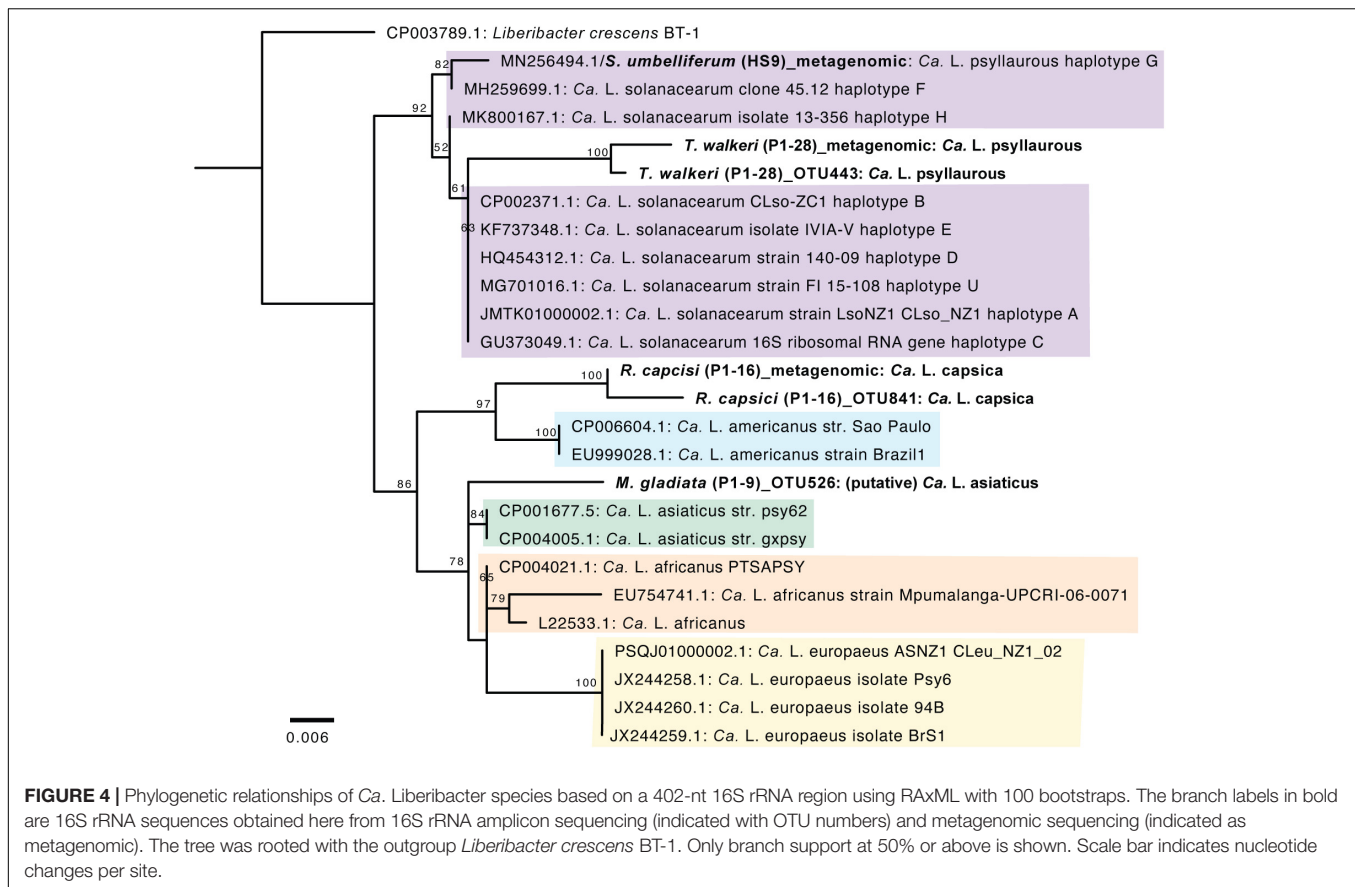 CP003789.1: Liberibacter crescens BT-1
82
MN256494.1/S. umbelliferum (HS9)_metagenomic: Ca. L. psyllaurous haplotype G
MH259699.1: Ca. L. solanacearum clone 45.12 haplotype F
92
MK800167.1: Ca. L. solanacearum isolate 13-356 haplotype H
52
T. walkeri (P1-28)_metagenomic: Ca. L. psyllaurous
100
T. walkeri (P1-28)_OTU443: Ca. L. psyllaurous
61
CP002371.1: Ca. L. solanacearum CLso-ZC1 haplotype B
63
KF737348.1: Ca. L. solanacearum isolate IVIA-V haplotype E
HQ454312.1: Ca. L. solanacearum strain 140-09 haplotype D
MG701016.1: Ca. L. solanacearum strain FI 15-108 haplotype U
JMTK01000002.1: Ca. L. solanacearum strain LsoNZ1 CLso_NZ1 haplotype A
GU373049.1: Ca. L. solanacearum 16S ribosomal RNA gene haplotype C
100
R. capcisi (P1-16)_metagenomic: Ca. L. capsica
97
R. capsici (P1-16)_OTU841: Ca. L. capsica
100
CP006604.1: Ca. L. americanus str. Sao Paulo
EU999028.1: Ca. L. americanus strain Brazil1
86
M. gladiata (P1-9)_OTU526: (putative) Ca. L. asiaticus
84
CP001677.5: Ca. L. asiaticus str. psy62
CP004005.1: Ca. L. asiaticus str. gxpsy
78
65
CP004021.1: Ca. L. africanus PTSAPSY
79
EU754741.1: Ca. L. africanus strain Mpumalanga-UPCRI-06-0071
L22533.1: Ca. L. africanus
PSQJ01000002.1: Ca. L. europaeus ASNZ1 CLeu_NZ1_02
100
JX244258.1: Ca. L. europaeus isolate Psy6
JX244260.1: Ca. L. europaeus isolate 94B
JX244259.1: Ca. L. europaeus isolate BrS1
0.006
FIGURE 4 | Phylogenetic relationships of Ca. Liberibacter species based on a 402-nt 16S rRNA region using RAxML with 100 bootstraps. The branch labels in bold
are 16S rRNA sequences obtained here from 16S rRNA amplicon sequencing (indicated with OTU numbers) and metagenomic sequencing (indicated as
metagenomic). The tree was rooted with the outgroup Liberibacter crescens BT-1. Only branch support at 50% or above is shown. Scale bar indicates nucleotide
changes per site.